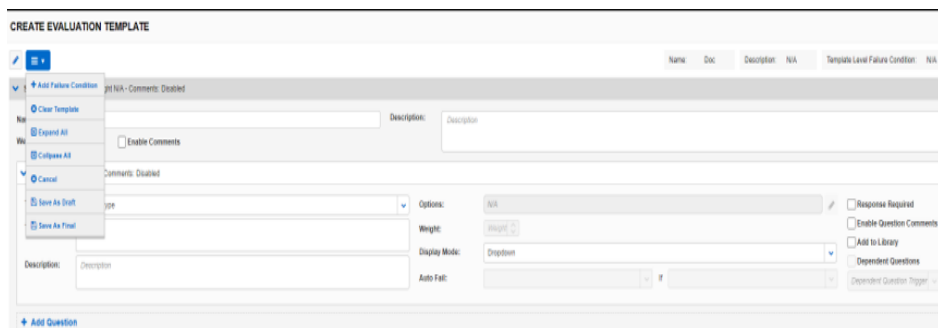 CREATE EVALUATION TEMPLATE
Name: Doc Description: N/A Template Level Failure Condition: N/A
Add Failure Condition
ght N/A - Comments: Disabled
Clear Template
Na
Description:
Description
Expand All
We
Enable Comments
Collapse All
Comments: Disabled
Cancel
Save As Draft
ype
Options:
N/A
Response Required
Save As Final
Weight:
Weight
Enable Question Comments
Add to Library
Display Mode:
Dropdown
Description:
Description
Dependent Questions
Auto Fail:
If
Dependent Question Trigger
+ Add Question